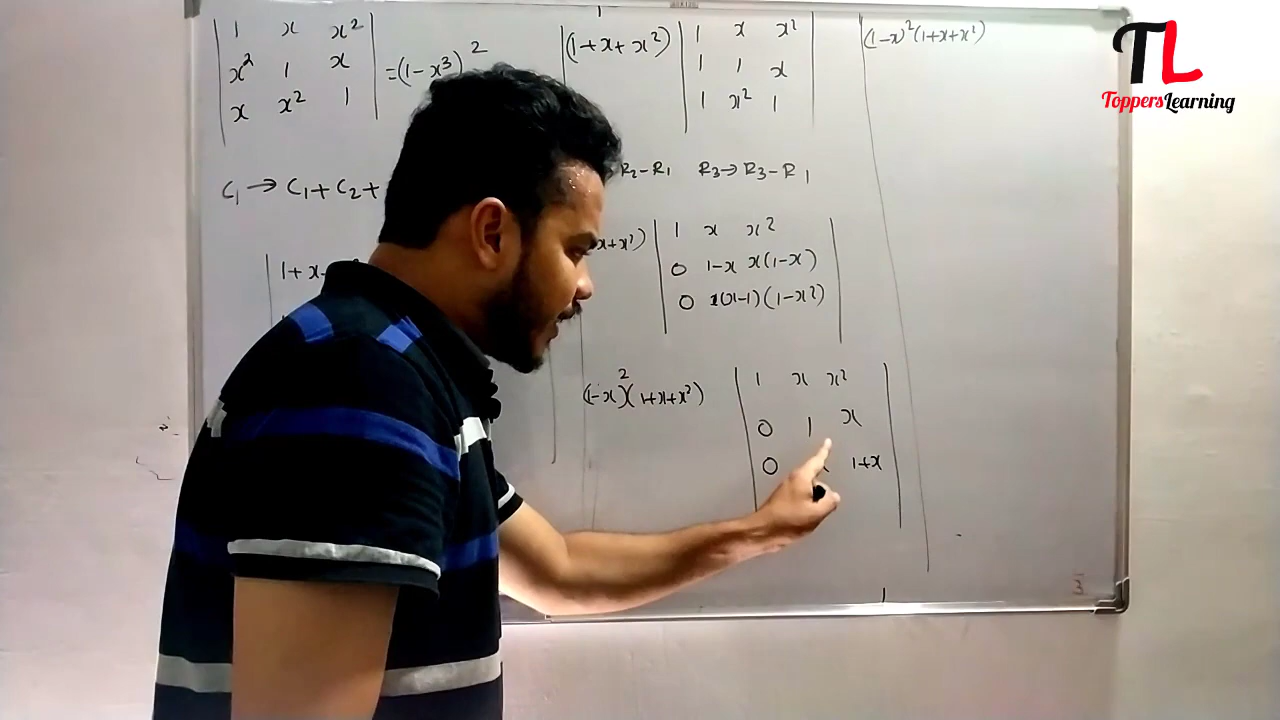 1 x x²
x² 1 x
x x² 1
=(1-x³)²
C₁ → C₁+C₂+
1+x
(1+x+x²)
1 x x²
1 1 x
1 x² 1
R₂-R₁ R₃→R₃-R₁
x+x²)
1 x x²
0 1-x x(1-x)
0 x(x-1) (1-x²)
(1-x)²(1+x+x²)
1 x x²
0 1 x
0 1+x
(1-x)²(1+x+x²)
3
TL
ToppersLearning